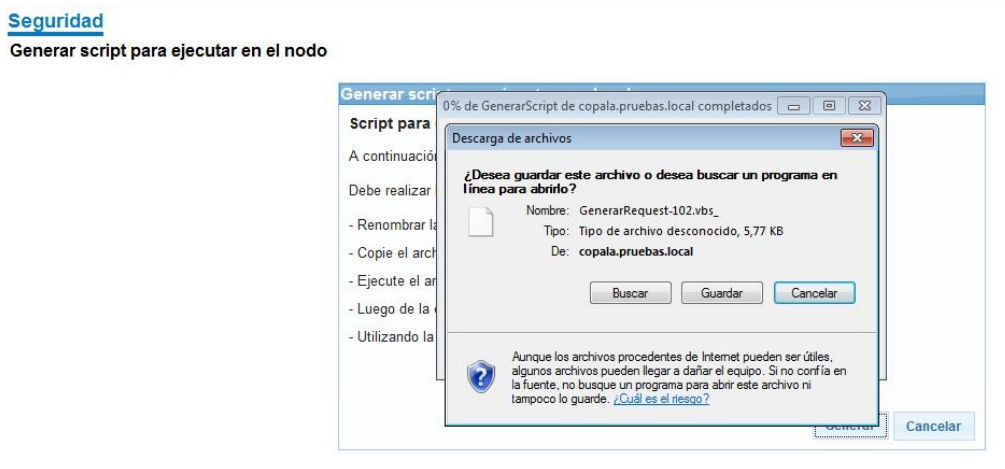 Seguridad
Generar script para ejecutar en el nodo
Generar
0% de GenerarScript de copala.pruebas.local completados
Script para
Descarga de archivos
A continuación
¿Desea guardar este archivo o desea buscar un programa en
línea para abrirlo?
Debe realizar
Nombre: GenerarRequest-102.vbs_
- Renombrar
Tipo: Tipo de archivo desconocido, 5,77 KB
- Copie el
De: copala.pruebas.local
- Ejecute el
Buscar Guardar Cancelar
- Luego de la
- Utilizando la
Aunque los archivos procedentes de Internet pueden ser útiles,
algunos archivos pueden llegar a dañar el equipo. Si no confía en
la fuente, no busque un programa para abrir este archivo ni
tampoco lo guarde. ¿Cuál es el riesgo?
Generar Cancelar